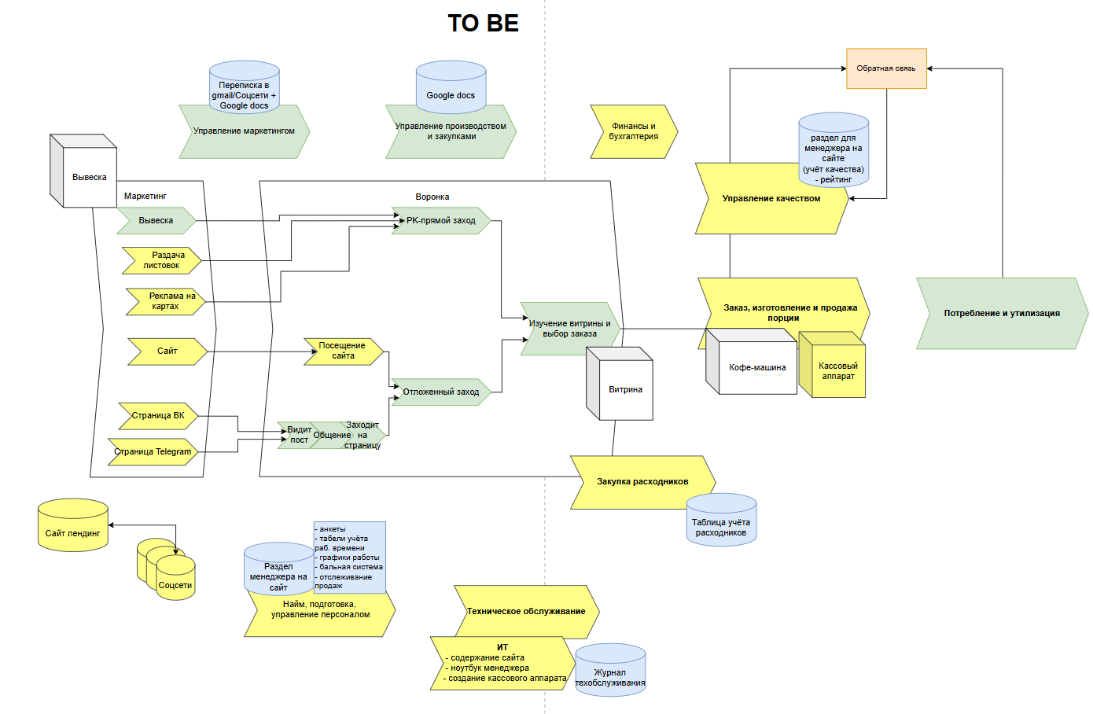 TO BE
Переписка в
gmail/Соцсети +
Google docs
Управление маркетингом
Google docs
Управление производством
и закупками
Финансы и
бухгалтерия
Обратная связь
раздел для
менеджера на
сайте
(учёт качества)
- рейтинг
Управление качеством
Вывеска
Маркетинг
Воронка
Вывеска
РК-прямой заход
Раздача
листовок
Реклама на
картах
Сайт
Посещение
сайта
Отложенный заход
Страница ВК
Страница Telegram
Видит
пост
Общение
Заходит
на
страницу
Изучение витрины и
выбор заказа
Витрина
Заказ, изготовление и продажа
порции
Кофе-машина
Кассовый
аппарат
Потребление и утилизация
Закупка расходников
Таблица учёта
расходников
Сайт лендинг
Соцсети
Раздел
менеджера на
сайт
- анкеты
- табели учёта
раб. времени
- графики работы
- бальная система
- отслеживание
продаж
Найм, подготовка,
управление персоналом
Техническое обслуживание
ИТ
- содержание сайта
- ноутбук менеджера
- создание кассового аппарата
Журнал
техобслуживания